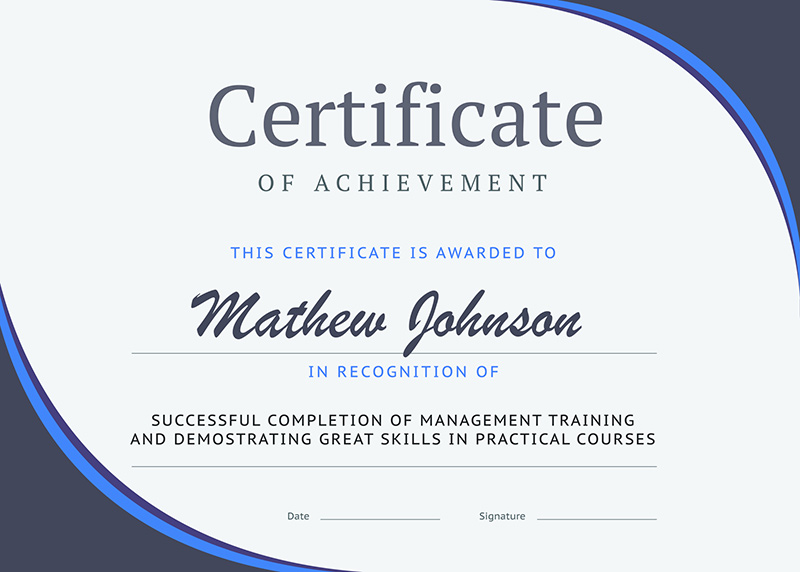 Certificate
OF ACHIEVEMENT
THIS CERTIFICATE IS AWARDED TO
Mathew Johnson
IN RECOGNITION OF
SUCCESSFUL COMPLETION OF MANAGEMENT TRAINING
AND DEMOSTRATING GREAT SKILLS IN PRACTICAL COURSES
Date Signature